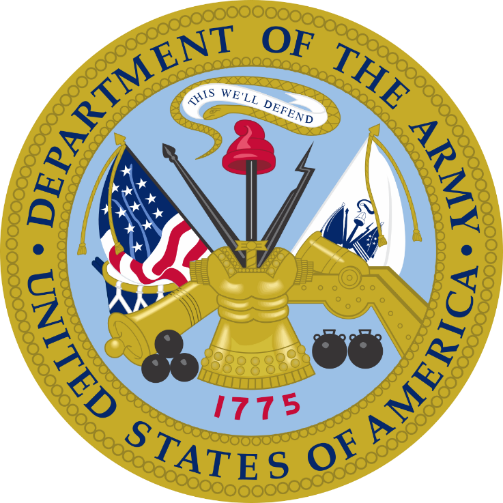 DEPARTMENT OF THE ARMY
THIS WE'LL DEFEND
1775
UNITED STATES OF AMERICA